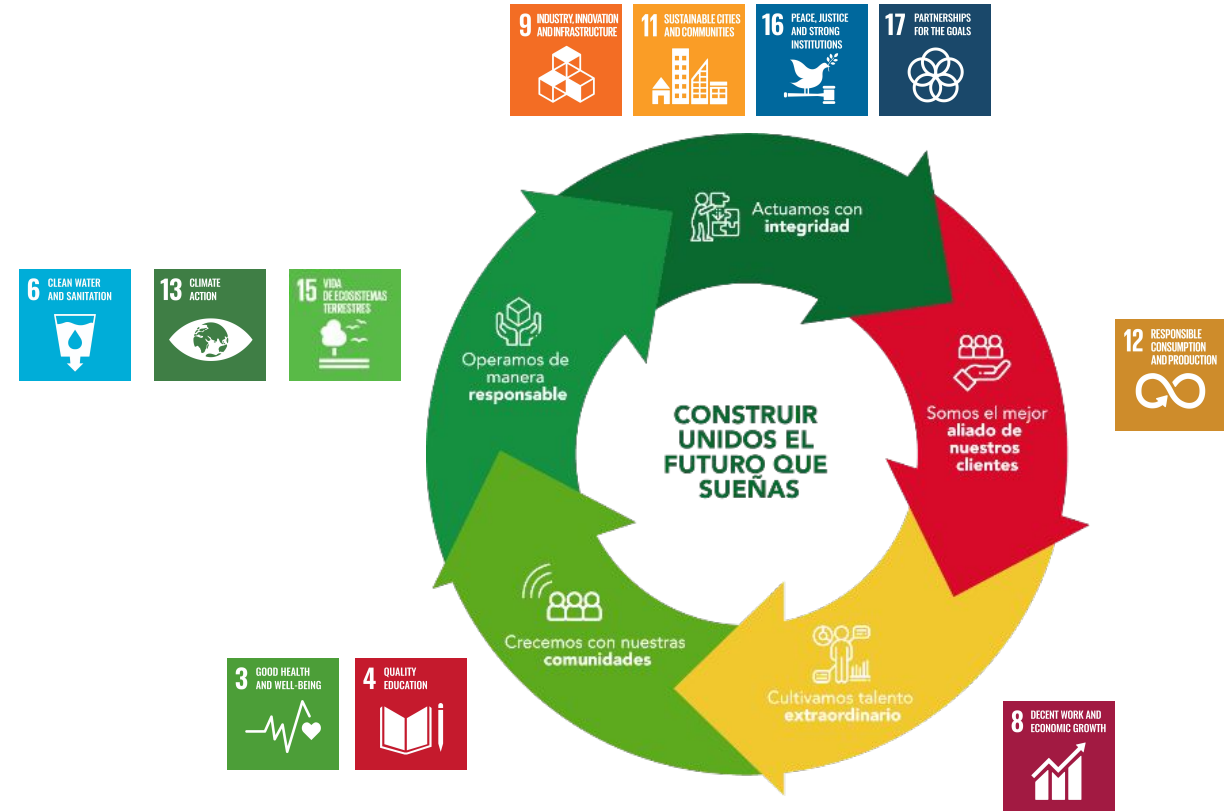 9 INDUSTRY, INNOVATION
AND INFRASTRUCTURE
11 SUSTAINABLE CITIES
AND COMMUNITIES
16 PEACE, JUSTICE
AND STRONG
INSTITUTIONS
17 PARTNERSHIPS
FOR THE GOALS
Actuamos con
integridad
6 CLEAN WATER
AND SANITATION
13 CLIMATE
ACTION
15 VIDA
DE ECOSISTEMAS
TERRESTRES
Operamos de
manera
responsable
12 RESPONSIBLE
CONSUMPTION
AND PRODUCTION
Somos el mejor
aliado de
nuestros
clientes
CONSTRUIR
UNIDOS EL
FUTURO QUE
SUEÑAS
Crecemos con nuestras
comunidades
Cultivamos talento
extraordinario
3 GOOD HEALTH
AND WELL-BEING
4 QUALITY
EDUCATION
8 DECENT WORK AND
ECONOMIC GROWTH